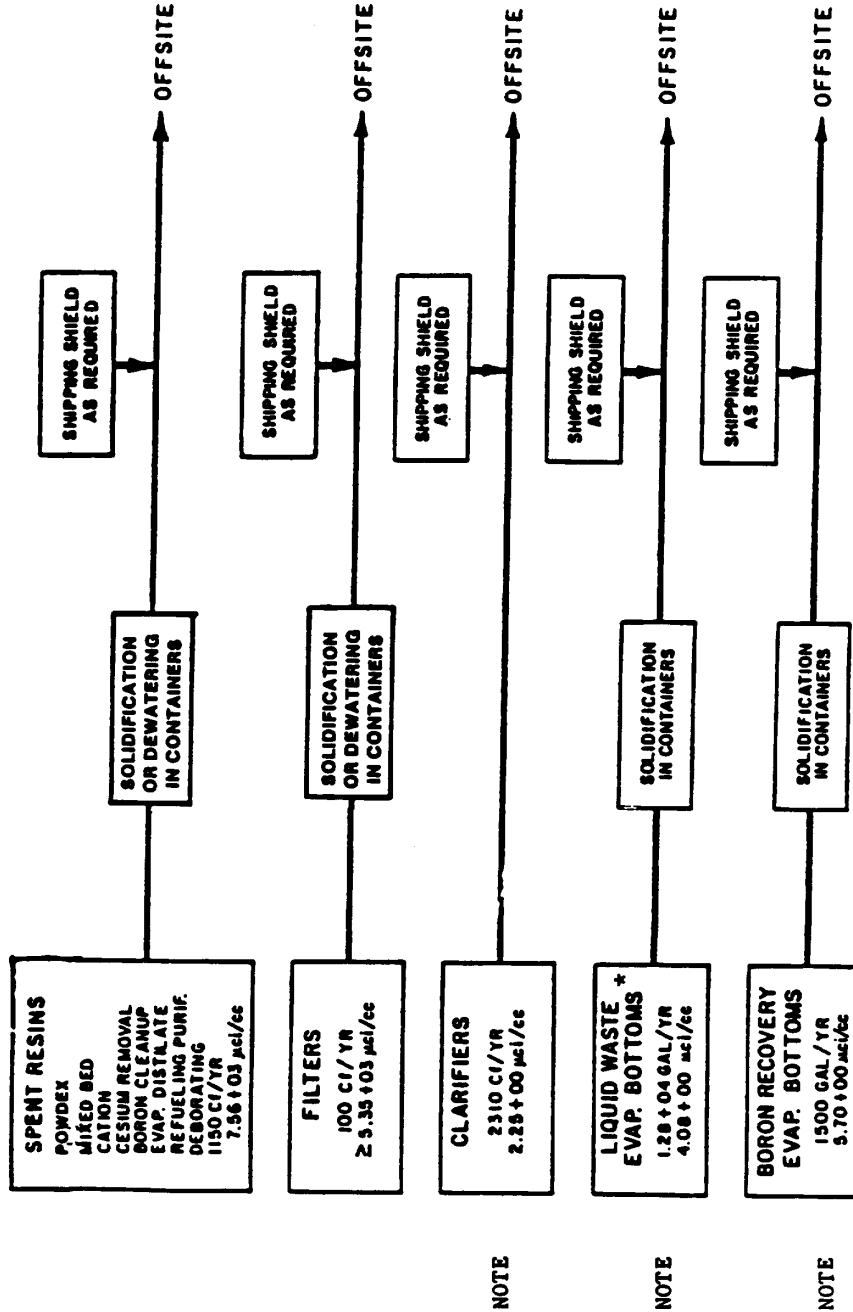 SPENT RESINS
POWDEX
MIXED BED
CATION
CESIUM REMOVAL
BORON CLEANUP
EVAP. DISTILATE
REFUELING PURIF.
DEBORATING
1150 Cf/YR
7.56 + 03 µci/cc
SOLIDIFICATION
OR DEWATERING
IN CONTAINERS
SHIPPING SHIELD
AS REQUIRED
OFFSITE
FILTERS
100 Cf/YR
≥ 5.35 + 03 µci/cc
SOLIDIFICATION
OR DEWATERING
IN CONTAINERS
SHIPPING SHIELD
AS REQUIRED
OFFSITE
NOTE
CLARIFIERS
2310 Cf/YR
2.25 + 00 µci/cc
SHIPPING SHIELD
AS REQUIRED
OFFSITE
NOTE
LIQUID WASTE *
EVAP. BOTTOMS
1.28 + 04 GAL/YR
4.08 + 00 µci/cc
SOLIDIFICATION
IN CONTAINERS
SHIPPING SHIELD
AS REQUIRED
OFFSITE
NOTE
BORON RECOVERY
EVAP. BOTTOMS
1500 GAL/YR
5.70 + 00 µci/cc
SOLIDIFICATION
IN CONTAINERS
SHIPPING SHIELD
AS REQUIRED
OFFSITE